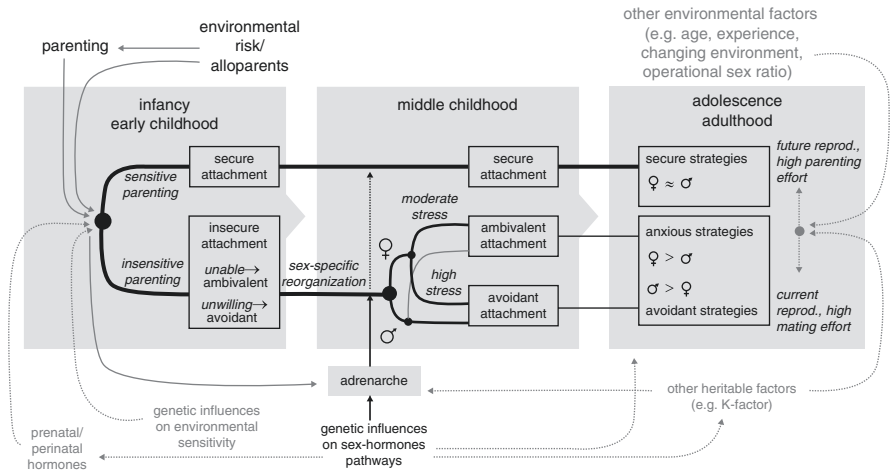 parenting
environmental
risk/
alloparents
other environmental factors
(e.g. age, experience,
changing environment,
operational sex ratio)
infancy
early childhood
middle childhood
adolescence
adulthood
sensitive
parenting
secure
attachment
secure
attachment
secure strategies
♀ ≈ ♂
future reprod.,
high parenting
effort
insensitive
parenting
insecure
attachment
unable→
ambivalent
unwilling→
avoidant
sex-specific
reorganization
♀
♂
moderate
stress
high
stress
ambivalent
attachment
avoidant
attachment
anxious strategies
♀ > ♂
♂ > ♀
avoidant strategies
current
reprod., high
mating effort
adrenarche
other heritable factors
(e.g. K-factor)
genetic influences
on environmental
sensitivity
prenatal/
perinatal
hormones
genetic influences
on sex-hormones
pathways